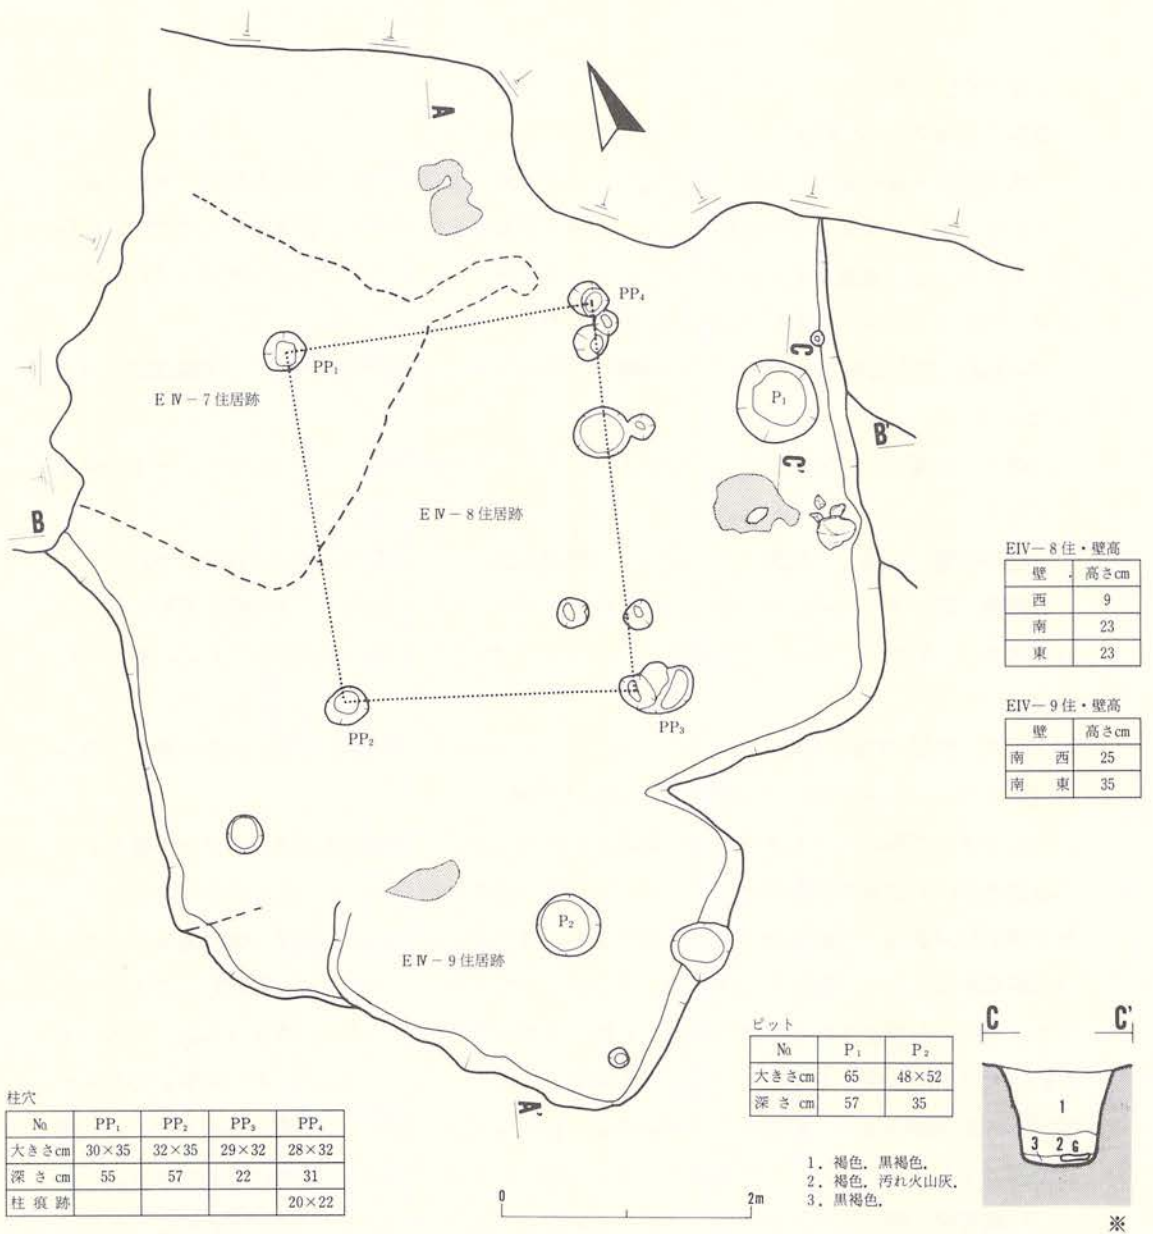 A
PP₄
C
PP₁
P₁
E Ⅳ－7 住居跡
B'
C'
B
E Ⅳ－8 住居跡
EⅣ－8 住・壁高
壁 高さcm
西 9
南 23
東 23
EⅣ－9 住・壁高
壁 高さcm
南西 25
南東 35
PP₂
PP₃
P₂
E Ⅳ－9 住居跡
A'
ピット
№ P₁ P₂
大きさcm 65 48×52
深さcm 57 35
C C'
1
3 2 6
柱穴
№ PP₁ PP₂ PP₃ PP₄
大きさcm 30×35 32×35 29×32 28×32
深さcm 55 57 22 31
柱痕跡 20×22
0 2m
1．褐色．黒褐色．
2．褐色．汚れ火山灰．
3．黒褐色．
※